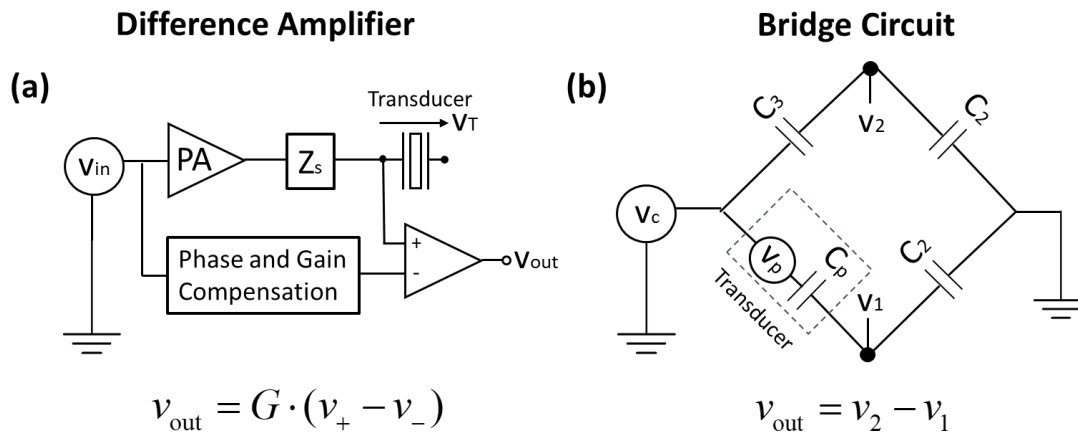 Difference Amplifier
(a)
Transducer
vT
vin
PA
Zs
+
-
vout
Phase and Gain
Compensation
vout = G·(v+ − v−)
Bridge Circuit
(b)
C3
v2
C2
vc
vp
Cp
Transducer
v1
C2
vout = v2 − v1